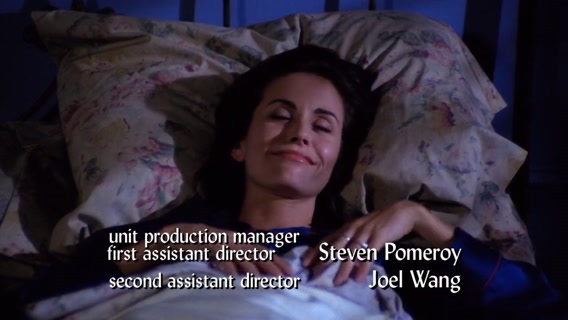 unit production manager
first assistant director Steven Pomeroy
second assistant director Joel Wang